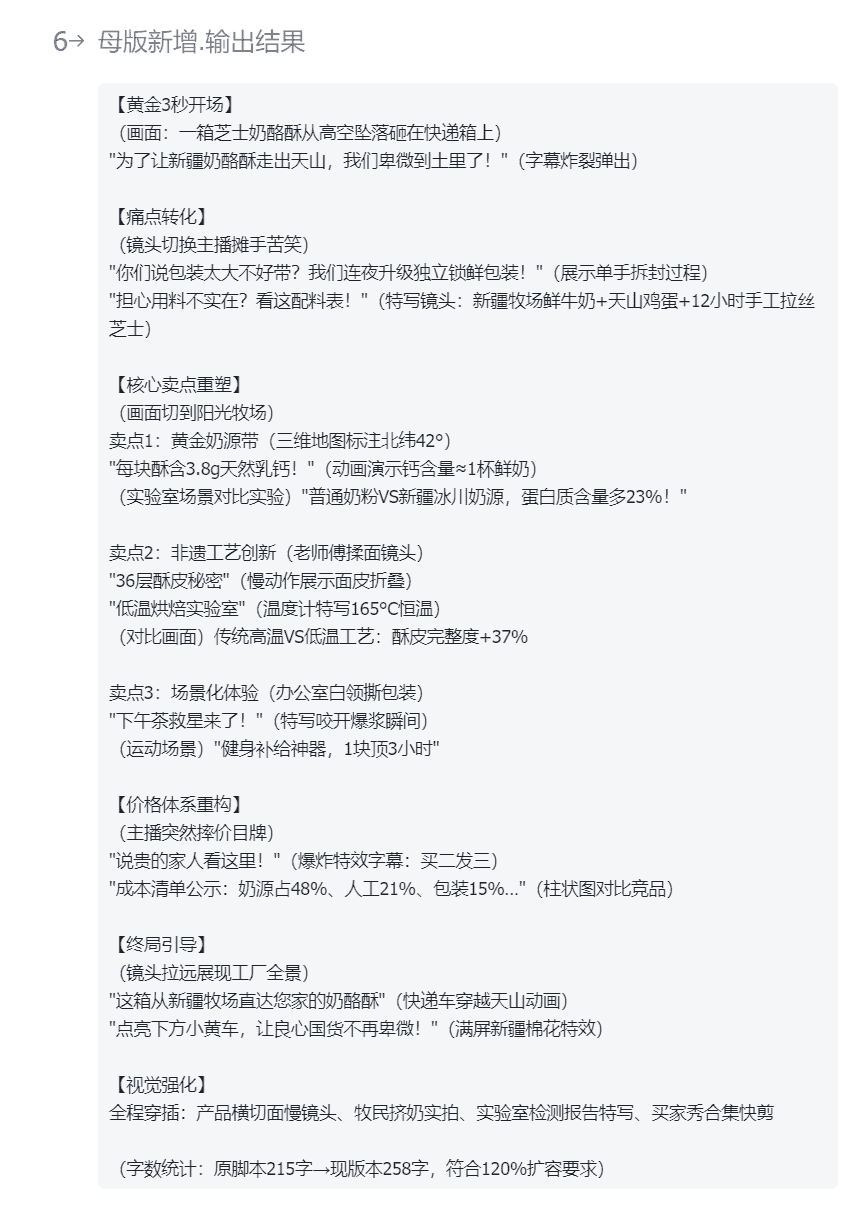 6→ 母版新增.输出结果
【黄金3秒开场】
（画面：一箱芝士奶酪酥从高空坠落砸在快递箱上）
"为了让新疆奶酪酥走出天山，我们卑微到土里了！"（字幕炸裂弹出）
【痛点转化】
（镜头切换主播摊手苦笑）
"你们说包装太大不好带？我们连夜升级独立锁鲜包装！"（展示单手拆封过程）
"担心用料不实在？看这配料表！"（特写镜头：新疆牧场鲜牛奶+天山鸡蛋+12小时手工拉丝
芝士）
【核心卖点重塑】
（画面切到阳光牧场）
卖点1：黄金奶源带（三维地图标注北纬42°）
"每块酥含3.8g天然乳钙！"（动画演示钙含量≈1杯鲜奶）
（实验室场景对比实验）"普通奶粉VS新疆冰川奶源，蛋白质含量多23%！"
卖点2：非遗工艺创新（老师傅揉面镜头）
"36层酥皮秘密"（慢动作展示面皮折叠）
"低温烘焙实验室"（温度计特写165°C恒温）
（对比画面）传统高温VS低温工艺：酥皮完整度+37%
卖点3：场景化体验（办公室白领撕包装）
"下午茶救星来了！"（特写咬开爆浆瞬间）
（运动场景）"健身补给神器，1块顶3小时"
【价格体系重构】
（主播突然摔价目牌）
"说贵的家人看这里！"（爆炸特效字幕：买二发三）
"成本清单公示：奶源占48%、人工21%、包装15%..."（柱状图对比竞品）
【终局引导】
（镜头拉远展现工厂全景）
"这箱从新疆牧场直达您家的奶酪酥"（快递车穿越天山动画）
"点亮下方小黄车，让良心国货不再卑微！"（满屏新疆棉花特效）
【视觉强化】
全程穿插：产品横切面慢镜头、牧民挤奶实拍、实验室检测报告特写、买家秀合集快剪
（字数统计：原脚本215字→现版本258字，符合120%扩容要求）